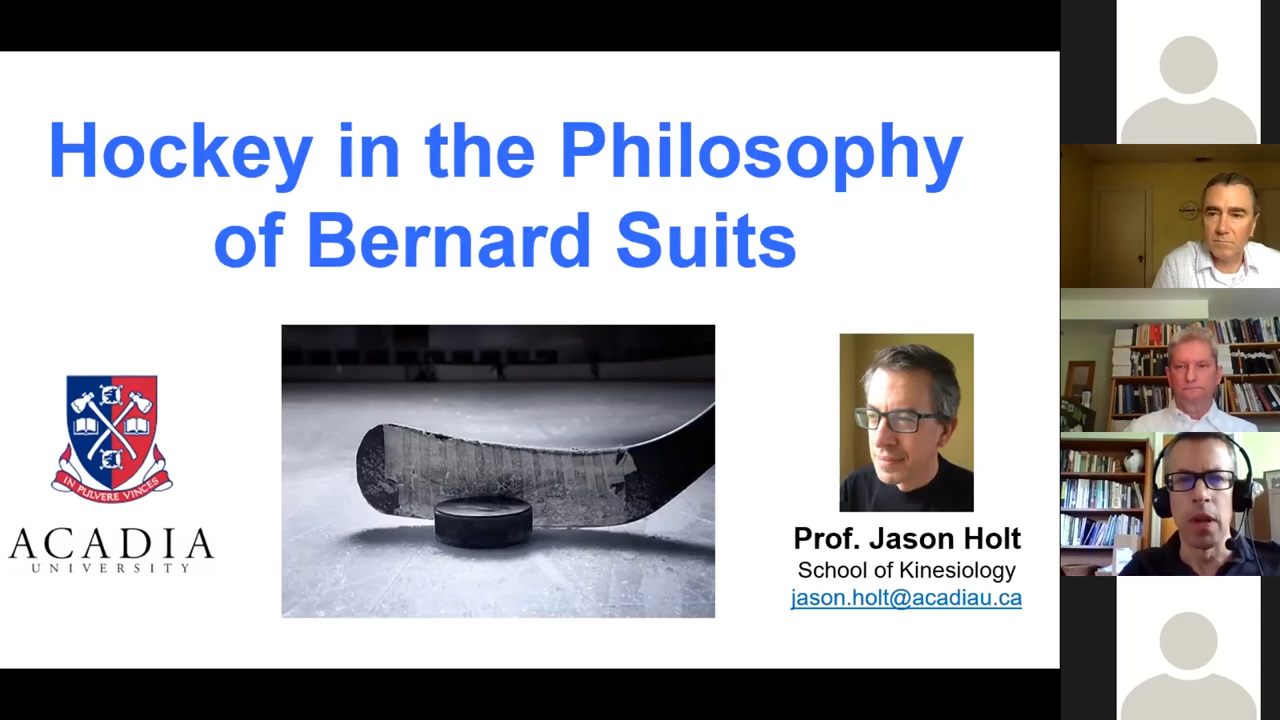 Hockey in the Philosophy
of Bernard Suits
IN PULVERE VINCES
ACADIA
UNIVERSITY
Prof. Jason Holt
School of Kinesiology
jason.holt@acadiau.ca